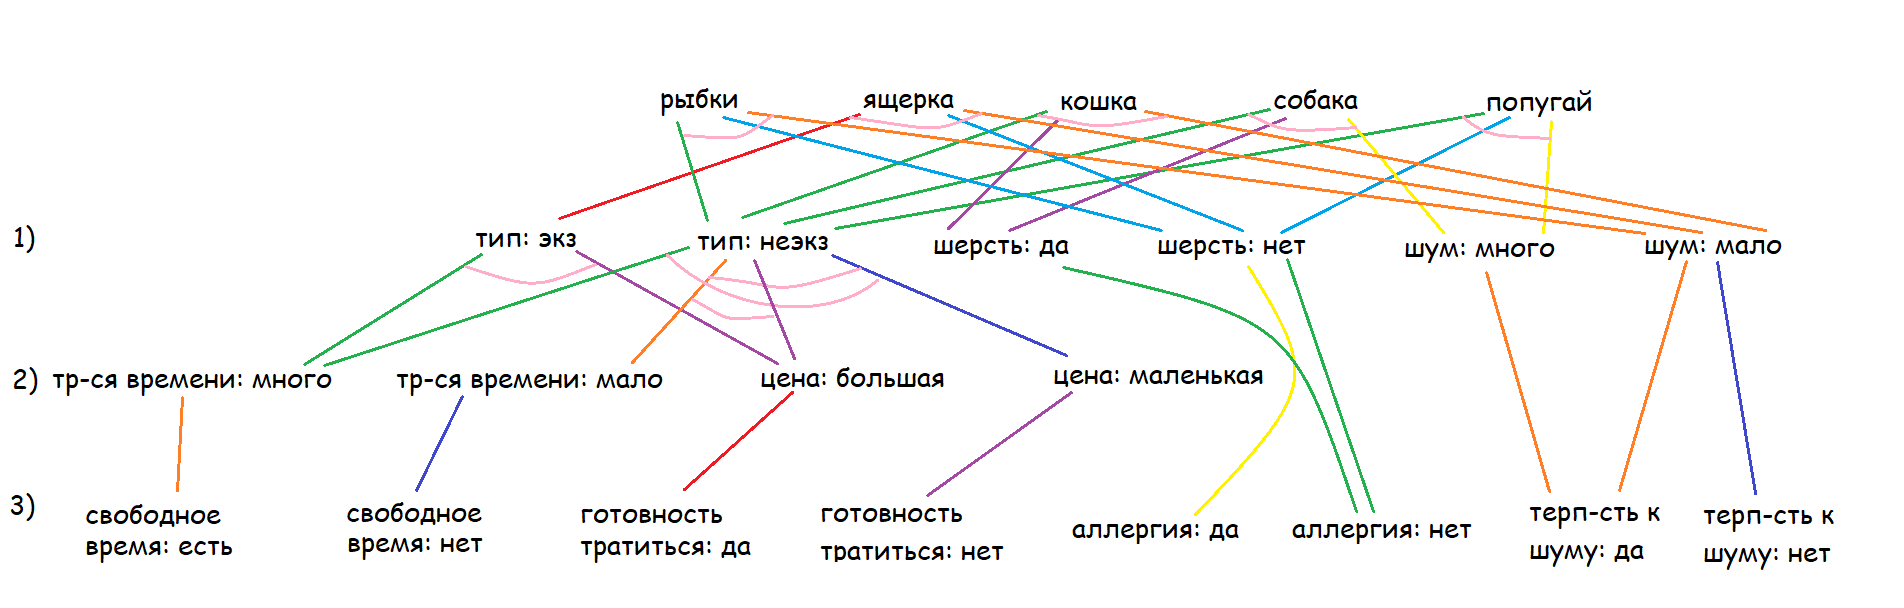 рыбки ящерка кошка собака попугай
1) тип: экз тип: неэкз шерсть: да шерсть: нет шум: много шум: мало
2) тр-ся времени: много тр-ся времени: мало цена: большая цена: маленькая
3)
свободное
время: есть
свободное
время: нет
готовность
тратиться: да
готовность
тратиться: нет
аллергия: да
аллергия: нет
терп-сть к
шуму: да
терп-сть к
шуму: нет